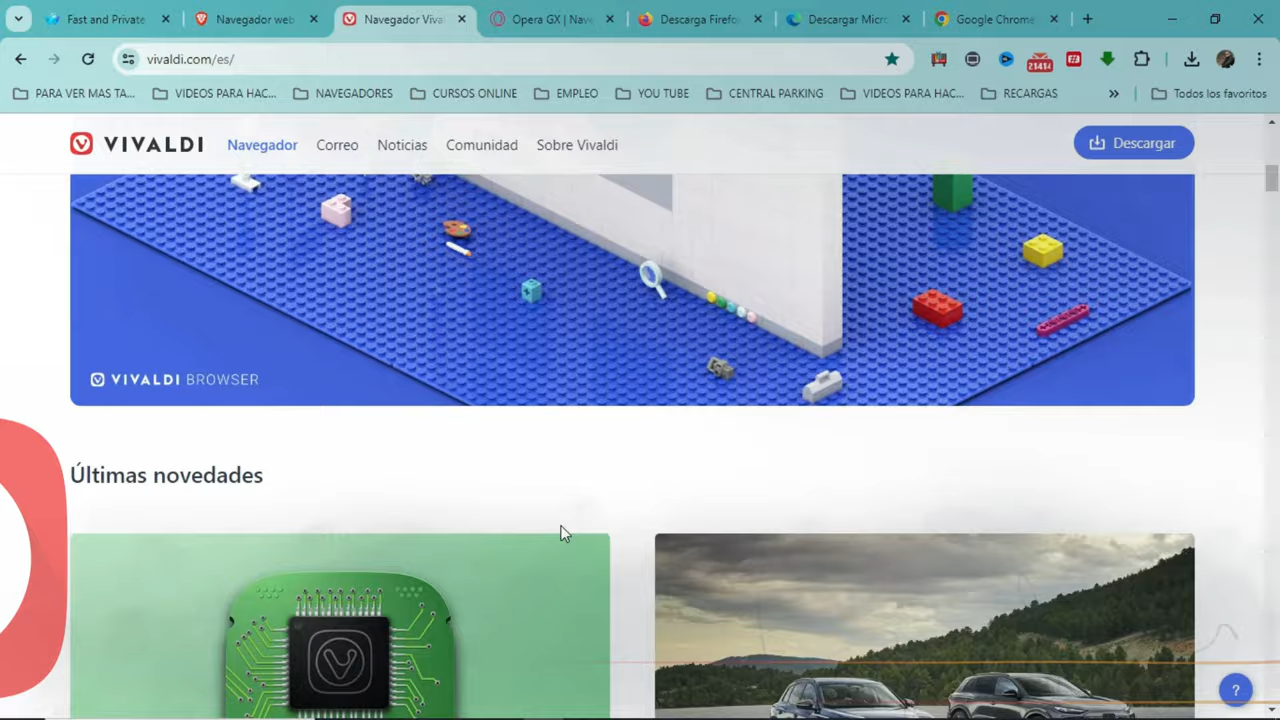 Fast and Private
Navegador web
Navegador Viva
Opera GX | Nave
Descarga Firefo
Descargar Micr
Google Chrome
vivaldi.com/es/
21414
PARA VER MAS TA...
VIDEOS PARA HAC...
NAVEGADORES
CURSOS ONLINE
EMPLEO
YOU TUBE
CENTRAL PARKING
VIDEOS PARA HAC...
RECARGAS
»
Todos los favoritos
VIVALDI
Navegador
Correo
Noticias
Comunidad
Sobre Vivaldi
Descargar
VIVALDI BROWSER
Últimas novedades
?